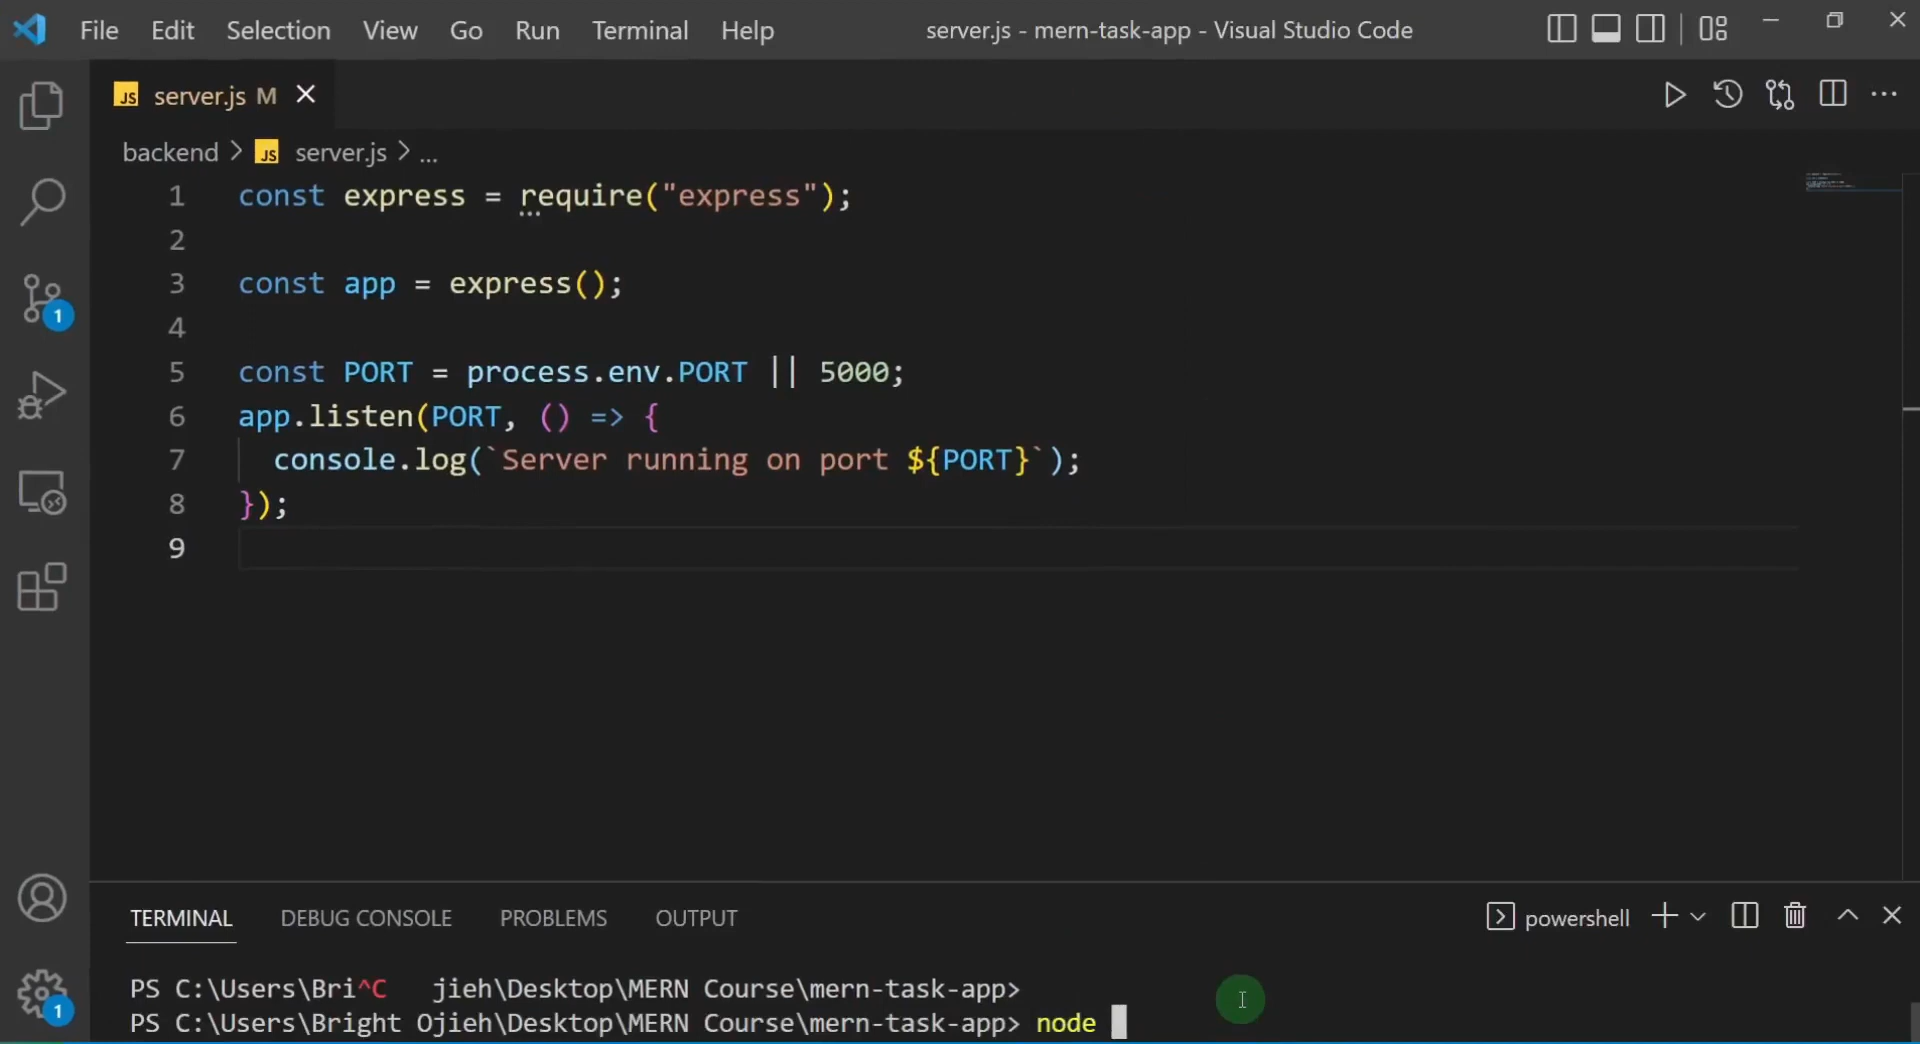 File Edit Selection View Go Run Terminal Help server.js - mern-task-app - Visual Studio Code
JS server.js M
backend > JS server.js > ...
1 const express = require("express");
2
3 const app = express();
4
5 const PORT = process.env.PORT || 5000;
6 app.listen(PORT, () => {
7 console.log(`Server running on port ${PORT}`);
8 });
9
1
TERMINAL DEBUG CONSOLE PROBLEMS OUTPUT powershell
PS C:\Users\Bri^C jieh\Desktop\MERN Course\mern-task-app>
PS C:\Users\Bright Ojieh\Desktop\MERN Course\mern-task-app> node
1